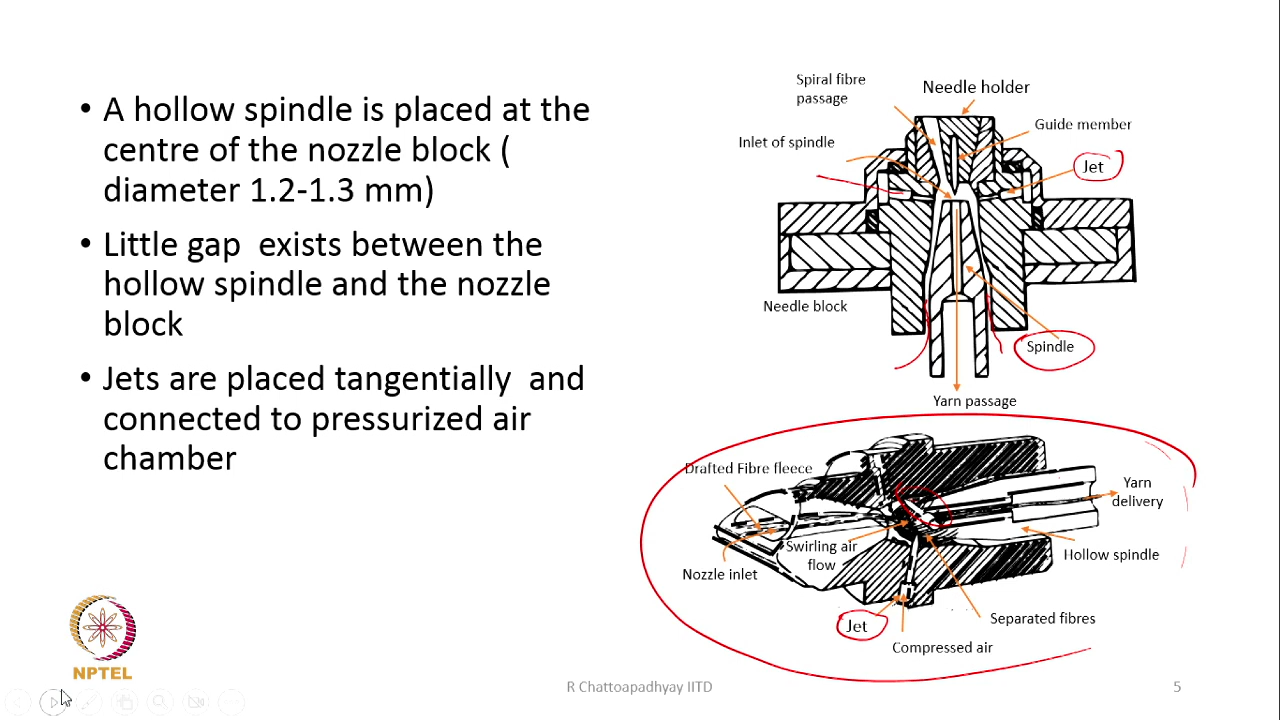 • A hollow spindle is placed at the
centre of the nozzle block (
diameter 1.2-1.3 mm)
• Little gap exists between the
hollow spindle and the nozzle
block
• Jets are placed tangentially and
connected to pressurized air
chamber
Spiral fibre
passage
Needle holder
Guide member
Inlet of spindle
Jet
Needle block
Spindle
Yarn passage
Drafted Fibre fleece
Yarn
delivery
Swirling air
flow
Hollow spindle
Nozzle inlet
Separated fibres
Jet
Compressed air
NPTEL
R Chattoapadhyay IITD
5